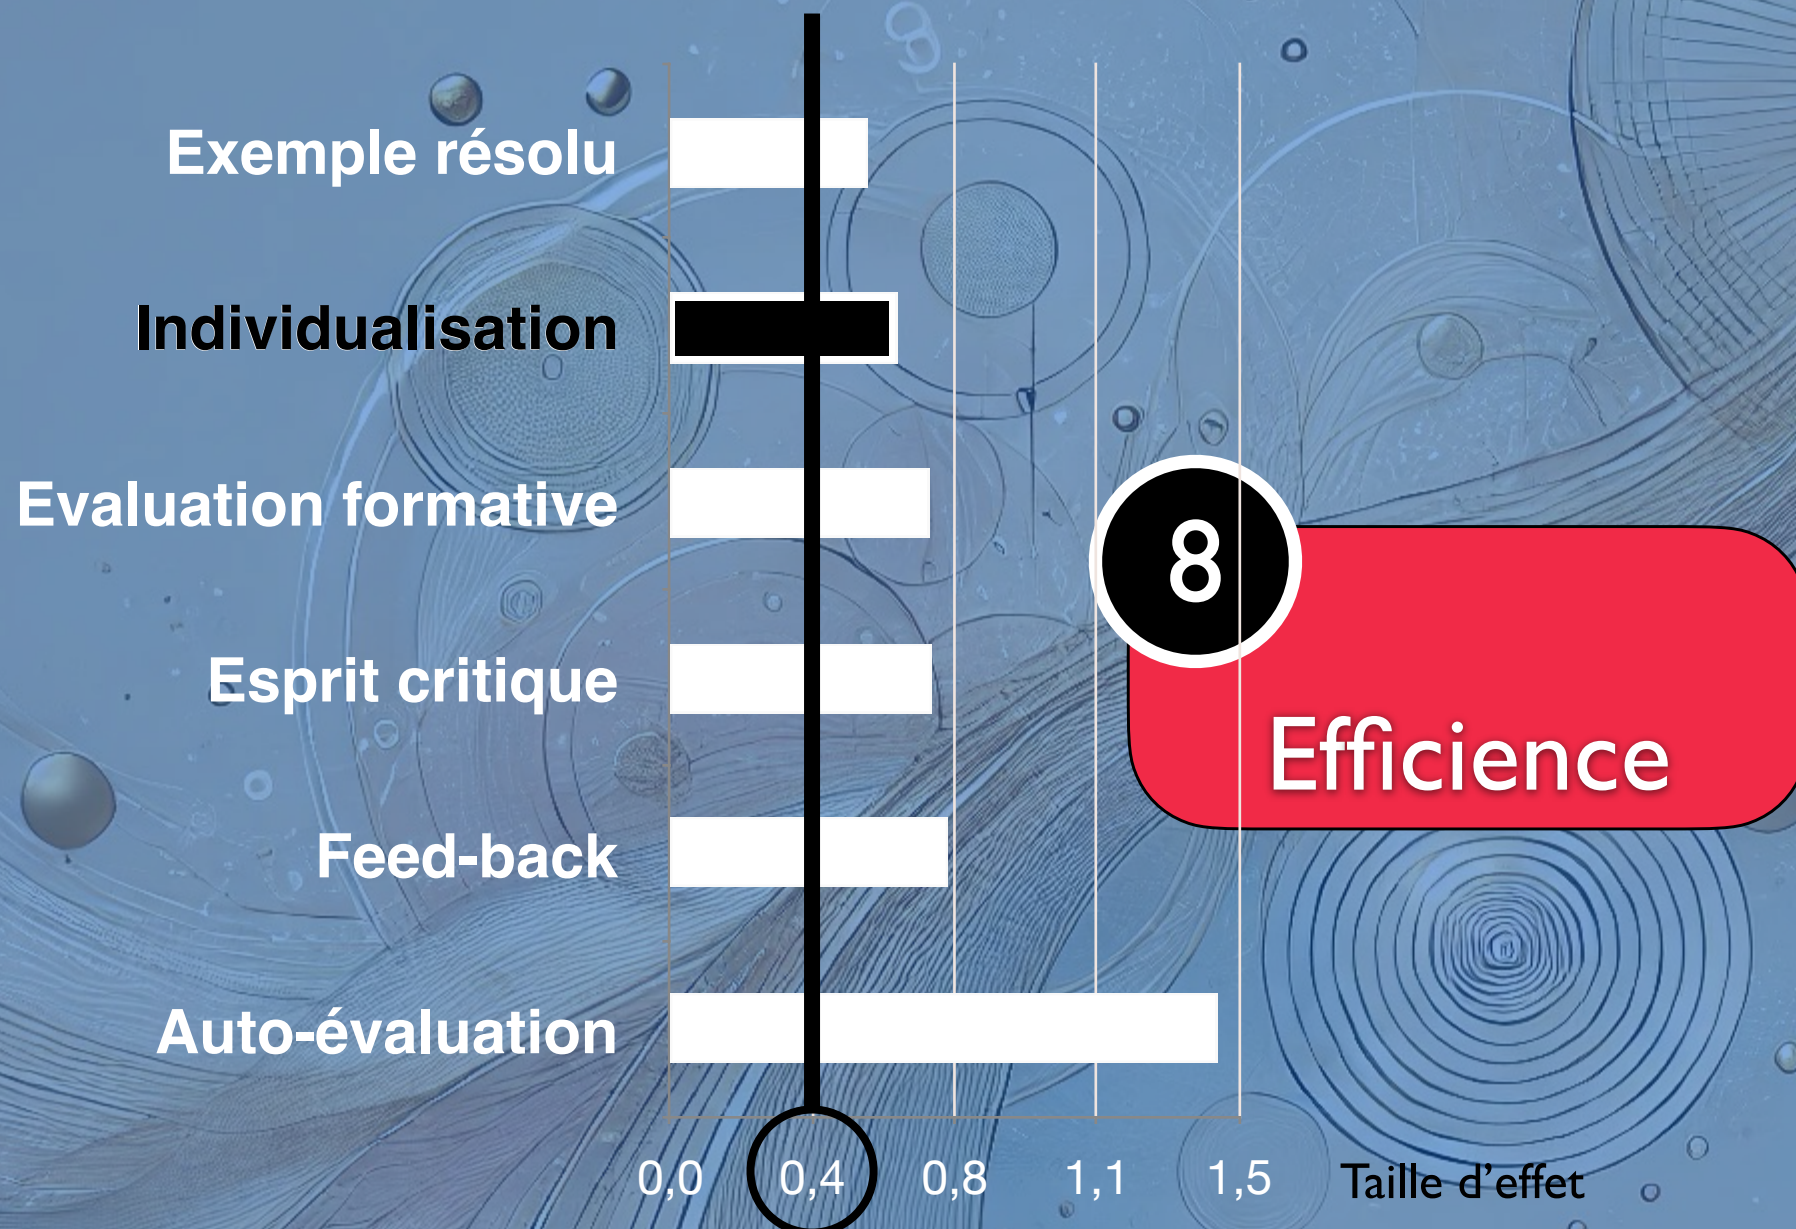 Exemple résolu
Individualisation
Evaluation formative
8
Esprit critique
Efficience
Feed-back
Auto-évaluation
0,0 0,4 0,8 1,1 1,5 Taille d'effet